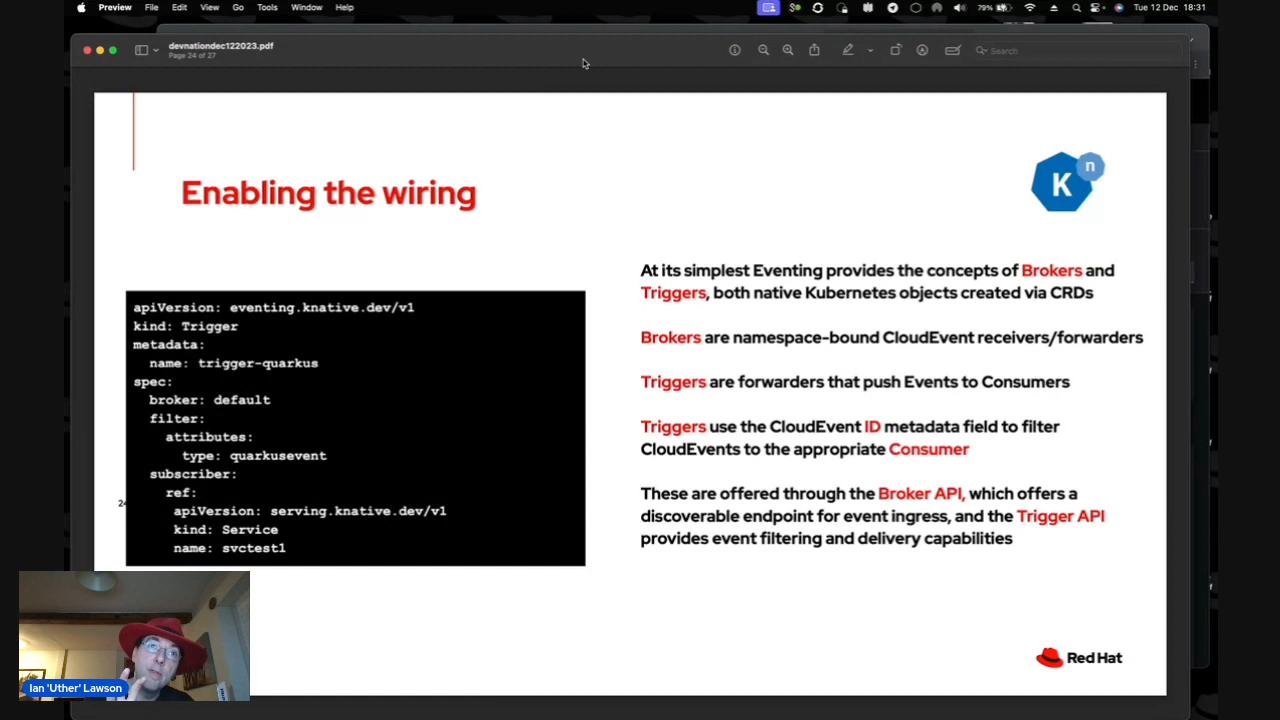 Preview File Edit View Go Tools Window Help
79% Tue 12 Dec 18:31
devnationdec122023.pdf
Page 24 of 27
Search
Enabling the wiring
K n
apiVersion: eventing.knative.dev/v1
kind: Trigger
metadata:
name: trigger-quarkus
spec:
broker: default
filter:
attributes:
type: quarkusevent
subscriber:
ref:
apiVersion: serving.knative.dev/v1
kind: Service
name: svctest1
At its simplest Eventing provides the concepts of Brokers and
Triggers, both native Kubernetes objects created via CRDs
Brokers are namespace-bound CloudEvent receivers/forwarders
Triggers are forwarders that push Events to Consumers
Triggers use the CloudEvent ID metadata field to filter
CloudEvents to the appropriate Consumer
These are offered through the Broker API, which offers a
discoverable endpoint for event ingress, and the Trigger API
provides event filtering and delivery capabilities
Ian 'Uther' Lawson
Red Hat